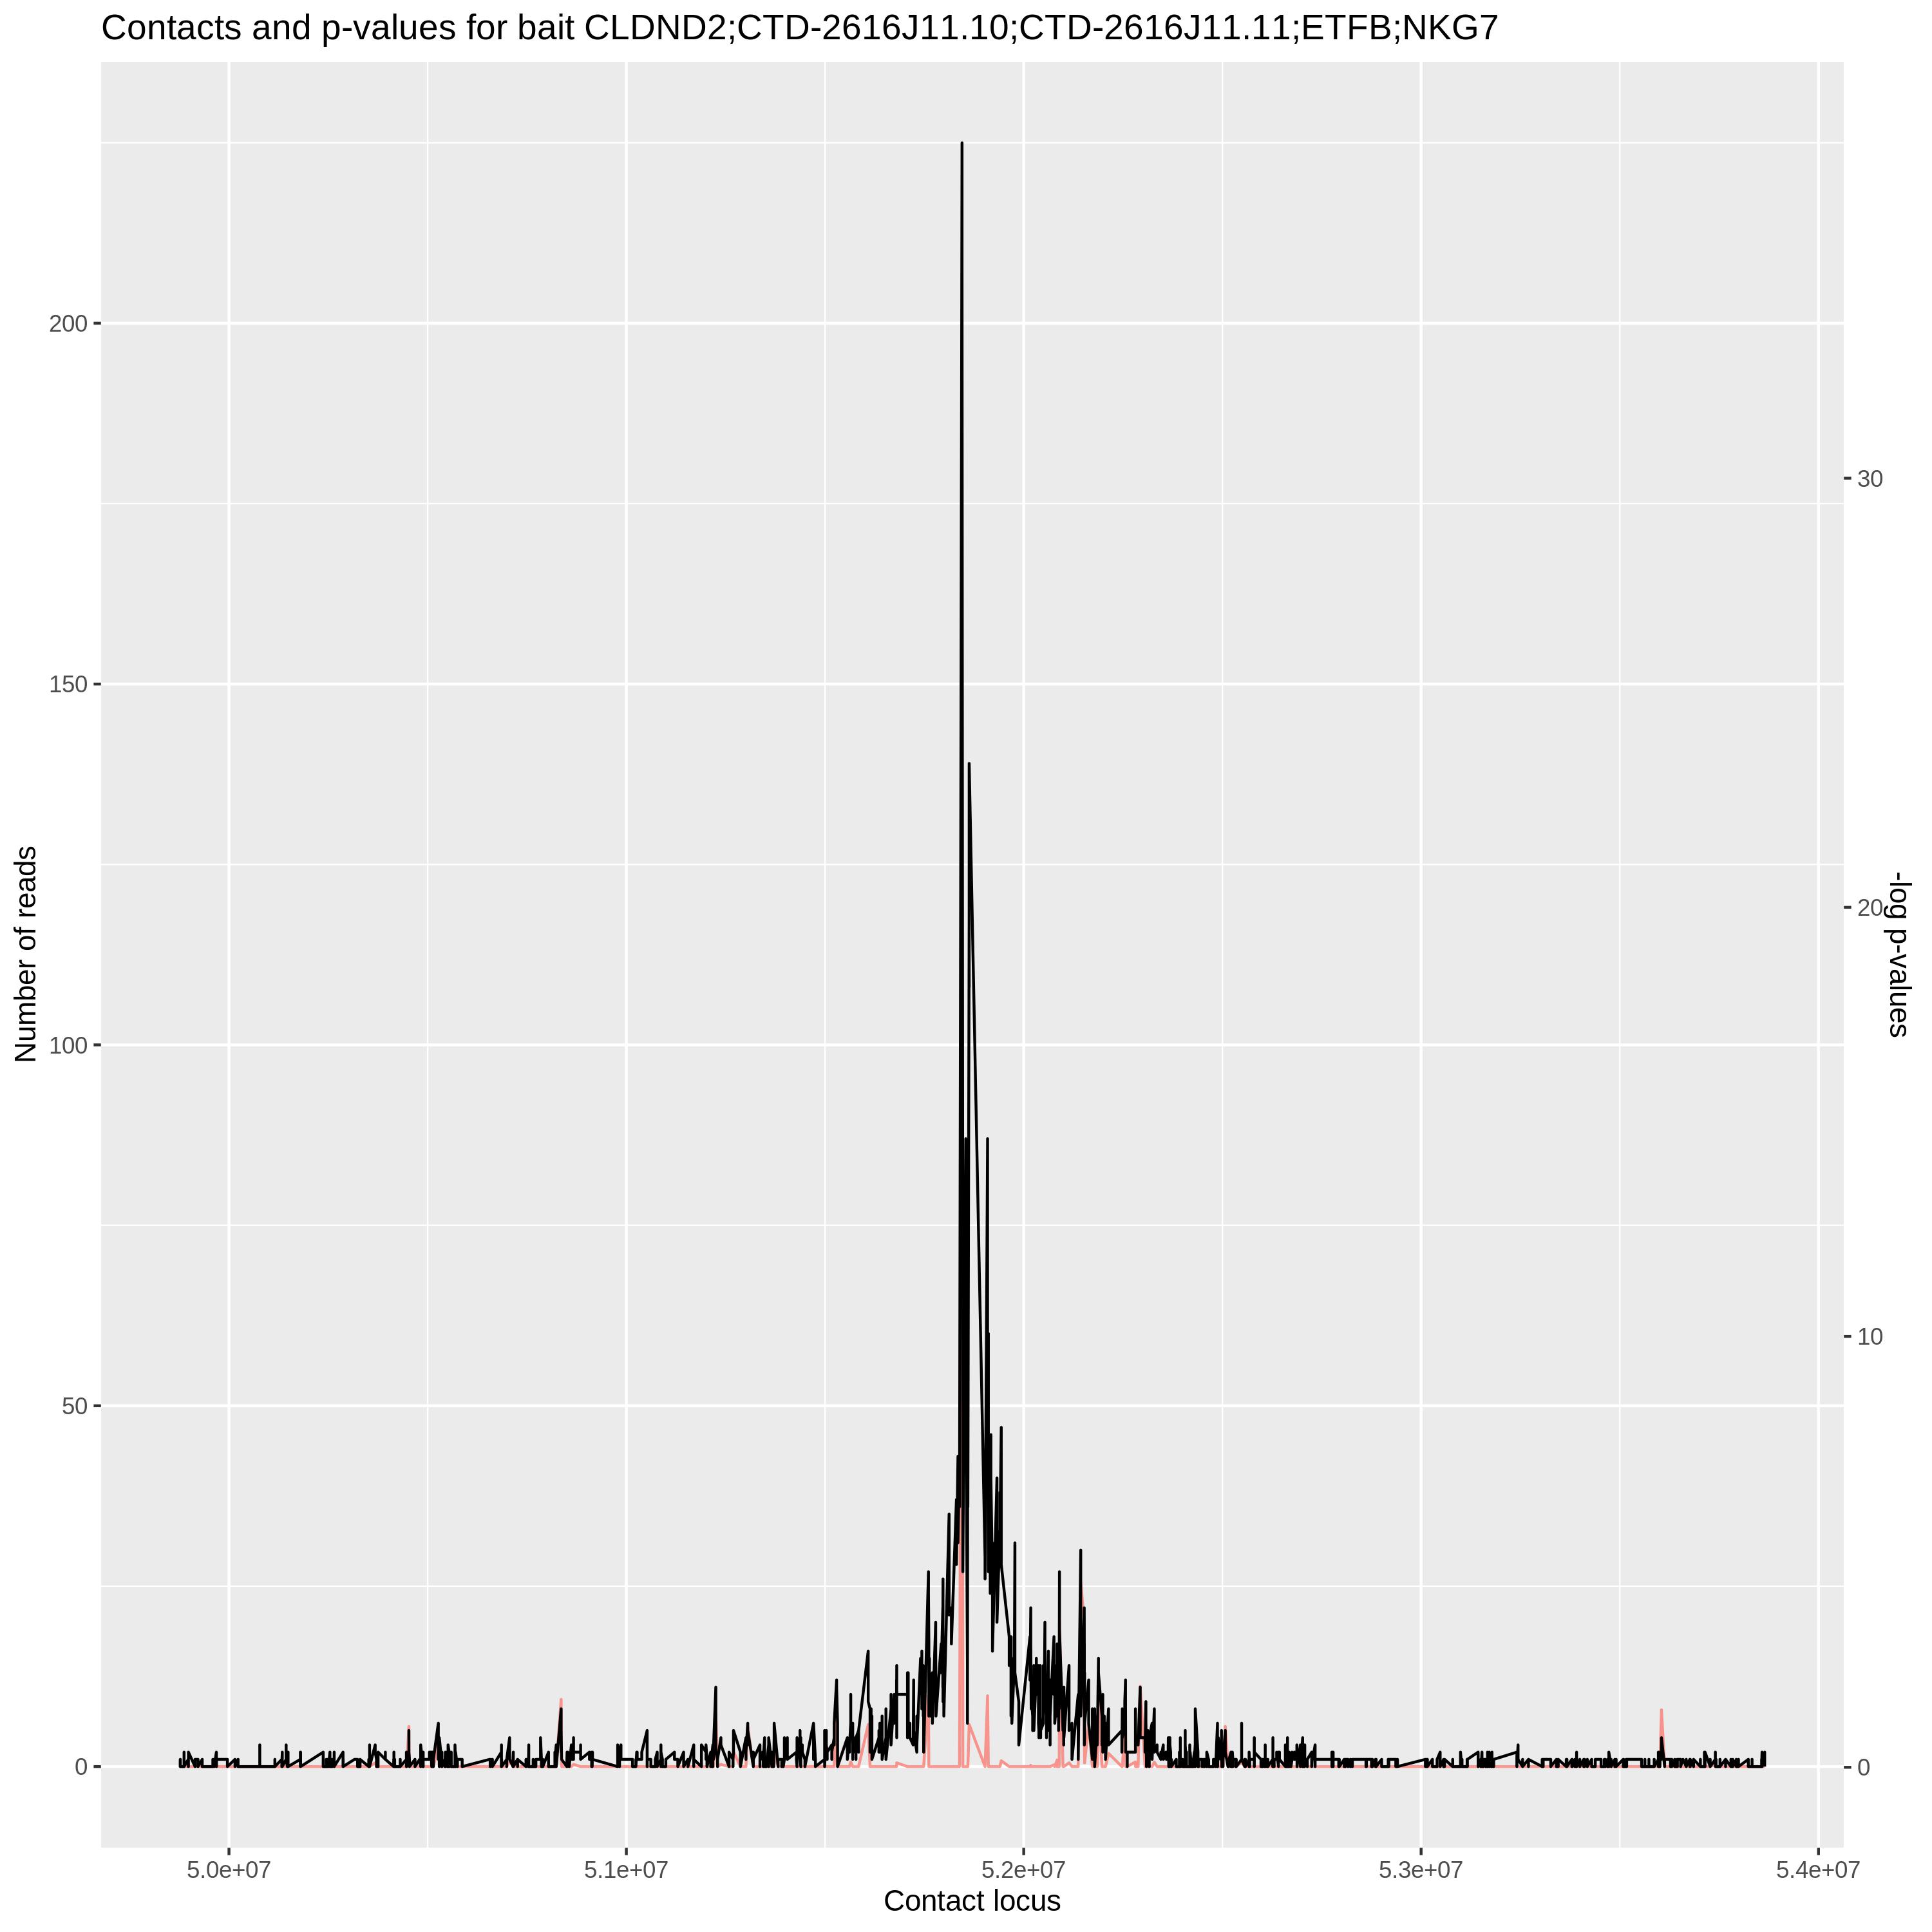 Contacts and p-values for bait CLDND2;CTD-2616J11.10;CTD-2616J11.11;ETFB;NKG7
Number of reads
200
150
100
50
0
30
20
10
0
-log p-values
5.0e+07
5.1e+07
5.2e+07
5.3e+07
5.4e+07
Contact locus